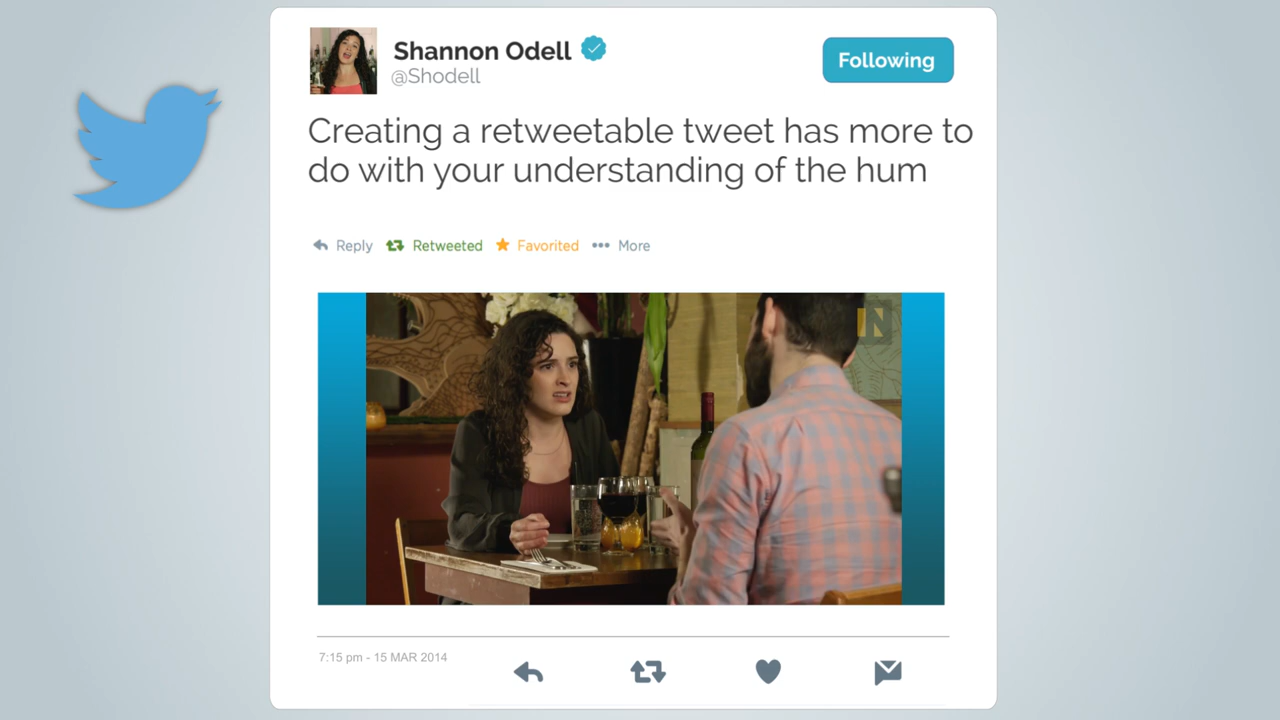 Shannon Odell
@Shodell
Following
Creating a retweetable tweet has more to
do with your understanding of the hum
Reply Retweeted Favorited More
N
7:15 pm - 15 MAR 2014